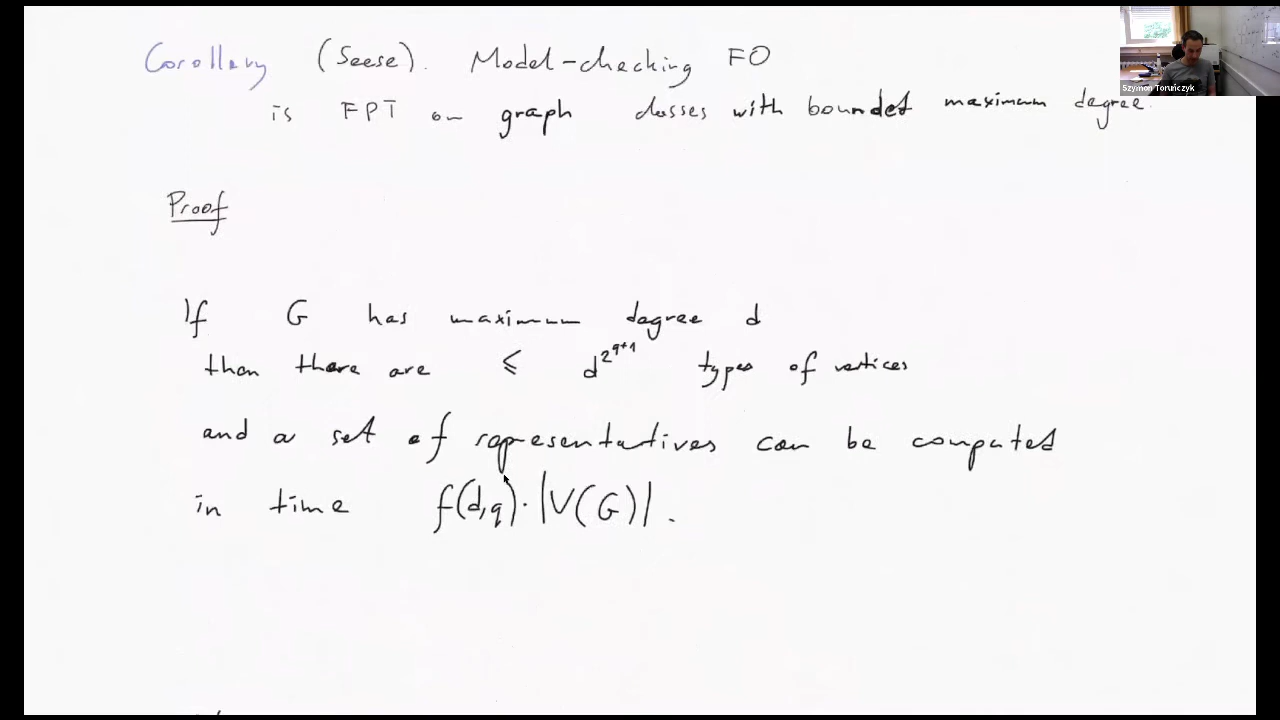 Corollary (Seese). Model-checking FO
is FPT on graph classes with bounded maximum degree.
Szymon Toruńczyk
Proof
If G has maximum degree d
than there are ≤ d^{2^{q+1}} types of vertices
and a set of representatives can be computed
in time f(d,q)·|V(G)|.